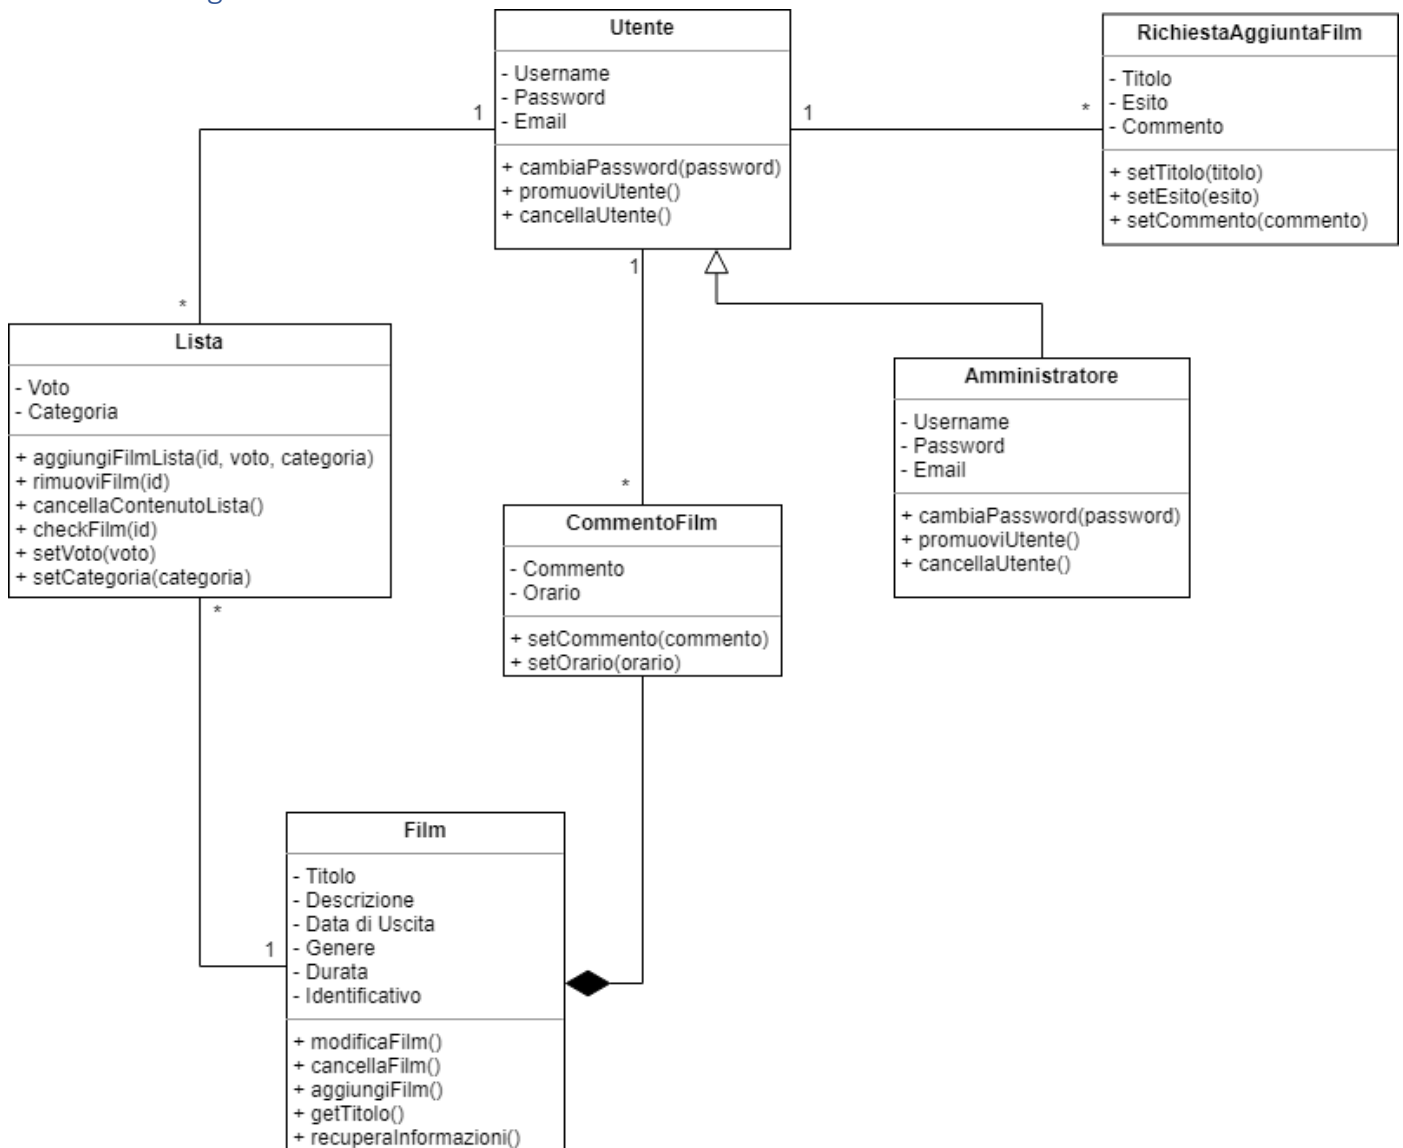 Utente
- Username
- Password
- Email
+ cambiaPassword(password)
+ promuoviUtente()
+ cancellaUtente()
1
1
*
RichiestaAggiuntaFilm
- Titolo
- Esito
- Commento
+ setTitolo(titolo)
+ setEsito(esito)
+ setCommento(commento)
1
*
*
Lista
- Voto
- Categoria
+ aggiungiFilmLista(id, voto, categoria)
+ rimuoviFilm(id)
+ cancellaContenutoLista()
+ checkFilm(id)
+ setVoto(voto)
+ setCategoria(categoria)
*
CommentoFilm
- Commento
- Orario
+ setCommento(commento)
+ setOrario(orario)
Amministratore
- Username
- Password
- Email
+ cambiaPassword(password)
+ promuoviUtente()
+ cancellaUtente()
1
Film
- Titolo
- Descrizione
- Data di Uscita
- Genere
- Durata
- Identificativo
+ modificaFilm()
+ cancellaFilm()
+ aggiungiFilm()
+ getTitolo()
+ recuperaInformazioni()